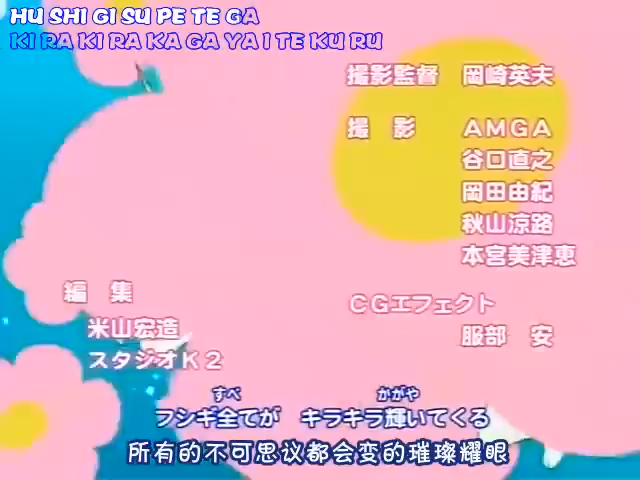 HU SHI GI SU PE TE GA
KI RA KI RA KA GA YA I TE KU RU
撮影監督 岡崎英夫
撮 影 AMGA
谷口直之
岡田由紀
秋山涼路
本宮美津恵
編 集
米山宏造
スタジオK2
CGエフェクト
服部 安
すべ かがや
フシギ全てが キラキラ輝いてくる
所有的不可思议都会变的璀璨耀眼